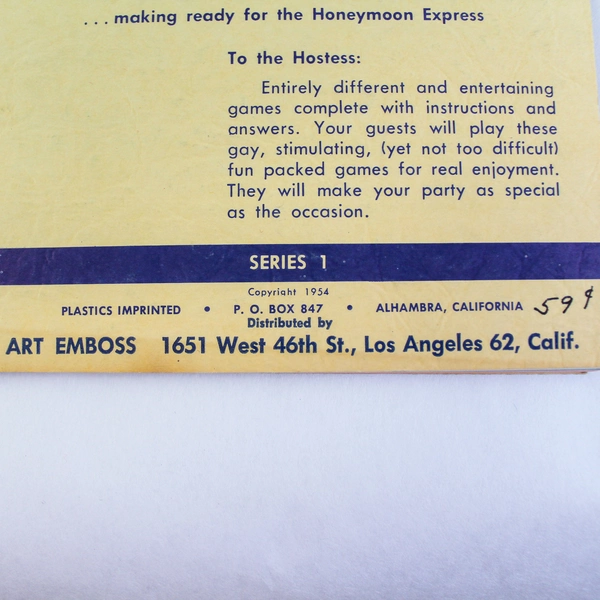 ...making ready for the Honeymoon Express
To the Hostess:
Entirely different and entertaining
games complete with instructions and
answers. Your guests will play these
gay, stimulating, (yet not too difficult)
fun packed games for real enjoyment.
They will make your party as special
as the occasion.
SERIES 1
Copyright 1954
PLASTICS IMPRINTED • P. O. BOX 847 • ALHAMBRA, CALIFORNIA 59¢
Distributed by
ART EMBOSS 1651 West 46th St., Los Angeles 62, Calif.